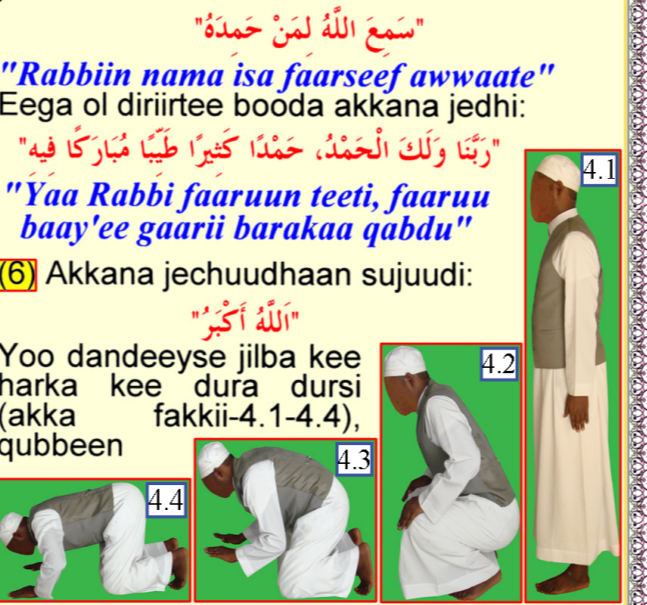 "سَمِعَ اللَّهُ لِمَنْ حَمِدَهُ"
"Rabbiin nama isa faarseef awwaate"
Eega ol diriirtee booda akkana jedhi:
"رَبَّنَا وَلَكَ الْحَمْدُ، حَمْدًا كَثِيرًا طَيِّبًا مُبَارَكًا فِيهِ"
"Yaa Rabbi faaruun teeti, faaruu
baay'ee gaarii barakaa qabdu"
(6) Akkana jechuudhaan sujuudi:
"اَللَّهُ أَكْبَرُ"
Yoo dandeeyse jilba kee
harka kee dura dursi
(akka fakkii-4.1-4.4),
qubbeen
4.1
4.2
4.3
4.4